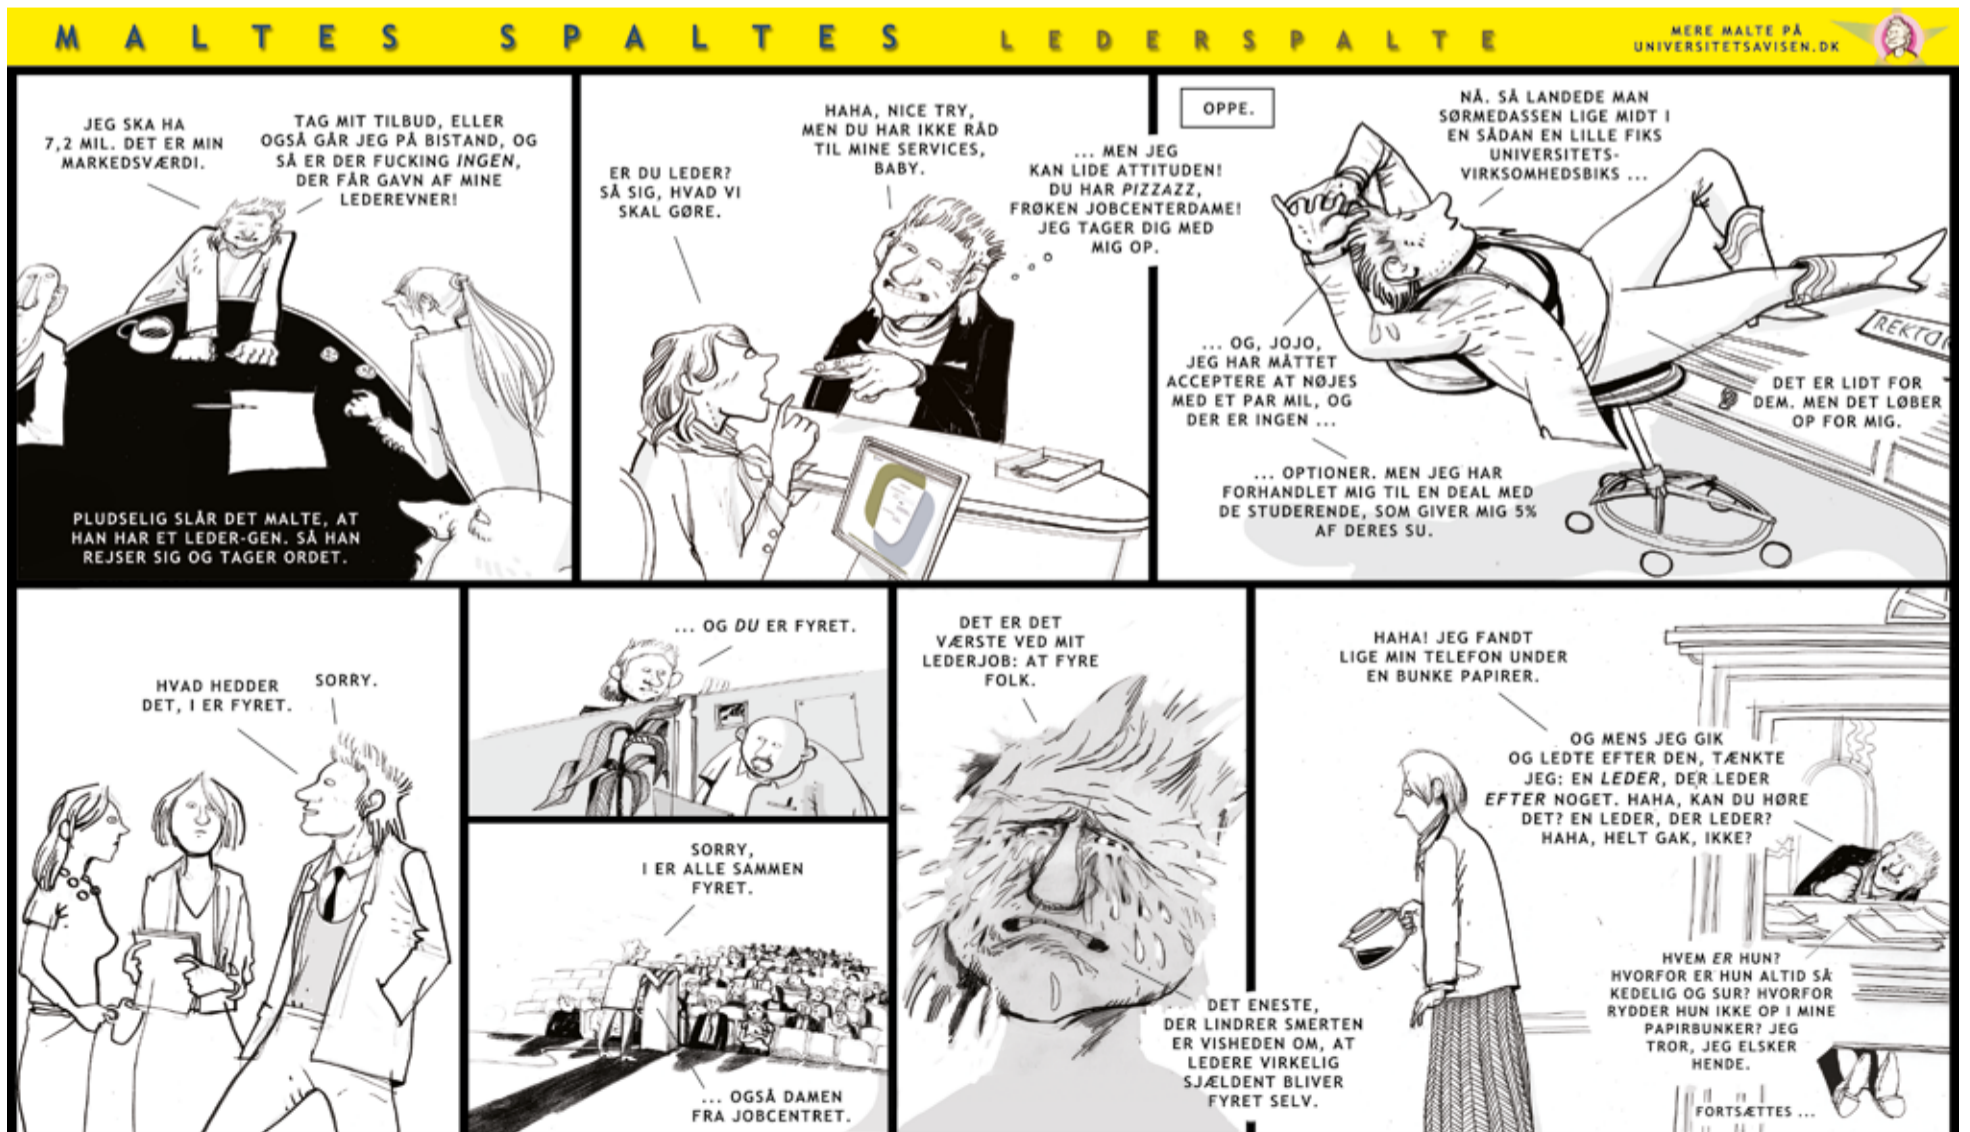 MALTES SPALTES LEDERSPALTE
MERE MALTE PÅ
UNIVERSITETSAVISEN.DK
JEG SKA HA
7,2 MIL. DET ER MIN
MARKEDSVÆRDI.
TAG MIT TILBUD, ELLER
OGSÅ GÅR JEG PÅ BISTAND, OG
SÅ ER DER FUCKING INGEN,
DER FÅR GAVN AF MINE
LEDEREVNER!
PLUDSELIG SLÅR DET MALTE, AT
HAN HAR ET LEDER-GEN. SÅ HAN
REJSER SIG OG TAGER ORDET.
ER DU LEDER?
SÅ SIG, HVAD VI
SKAL GØRE.
HAHA, NICE TRY,
MEN DU HAR IKKE RÅD
TIL MINE SERVICES,
BABY.
... MEN JEG
KAN LIDE ATTITUDEN!
DU HAR PIZZAZZ,
FRØKEN JOBCENTERDAME!
JEG TAGER DIG MED
MIG OP.
OPPE.
NÅ. SÅ LANDEDE MAN
SØRMEDASSEN LIGE MIDT I
EN SÅDAN EN LILLE FIKS
UNIVERSITETS-
VIRKSOMHEDSBIKS ...
... OG, JOJO,
JEG HAR MÅTTET
ACCEPTERE AT NØJES
MED ET PAR MIL, OG
DER ER INGEN ...
... OPTIONER. MEN JEG HAR
FORHANDLET MIG TIL EN DEAL MED
DE STUDERENDE, SOM GIVER MIG 5%
AF DERES SU.
REKTOR
DET ER LIDT FOR
DEM. MEN DET LØBER
OP FOR MIG.
HVAD HEDDER
DET, I ER FYRET.
SORRY.
... OG DU ER FYRET.
SORRY,
I ER ALLE SAMMEN
FYRET.
... OGSÅ DAMEN
FRA JOBCENTRET.
DET ER DET
VÆRSTE VED MIT
LEDERJOB: AT FYRE
FOLK.
DET ENESTE,
DER LINDRER SMERTEN
ER VISHEDEN OM, AT
LEDERE VIRKELIG
SJÆLDENT BLIVER
FYRET SELV.
HAHA! JEG FANDT
LIGE MIN TELEFON UNDER
EN BUNKE PAPIRER.
OG MENS JEG GIK
OG LEDTE EFTER DEN, TÆNKTE
JEG: EN LEDER, DER LEDER
EFTER NOGET. HAHA, KAN DU HØRE
DET? EN LEDER, DER LEDER?
HAHA, HELT GAK, IKKE?
HVEM ER HUN?
HVORFOR ER HUN ALTID SÅ
KEDELIG OG SUR? HVORFOR
RYDDER HUN IKKE OP I MINE
PAPIRBUNKER? JEG
TROR, JEG ELSKER
HENDE.
FORTSÆTTES ...